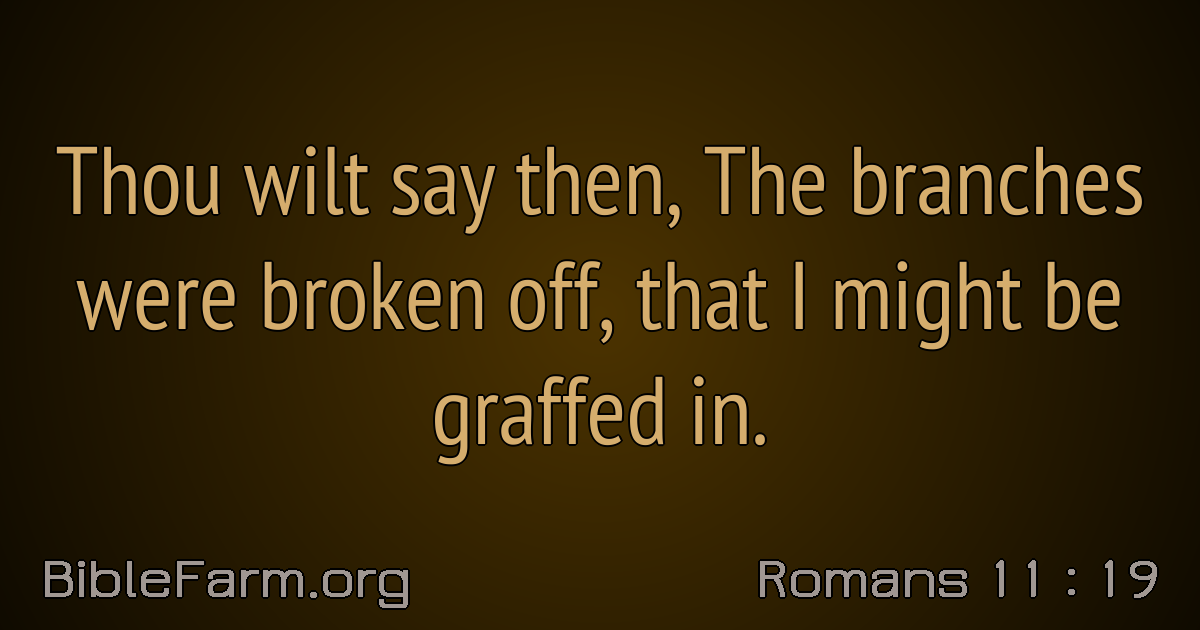 Thou wilt say then, The branches
were broken off, that I might be
graffed in.
BibleFarm.org
Romans 11 : 19